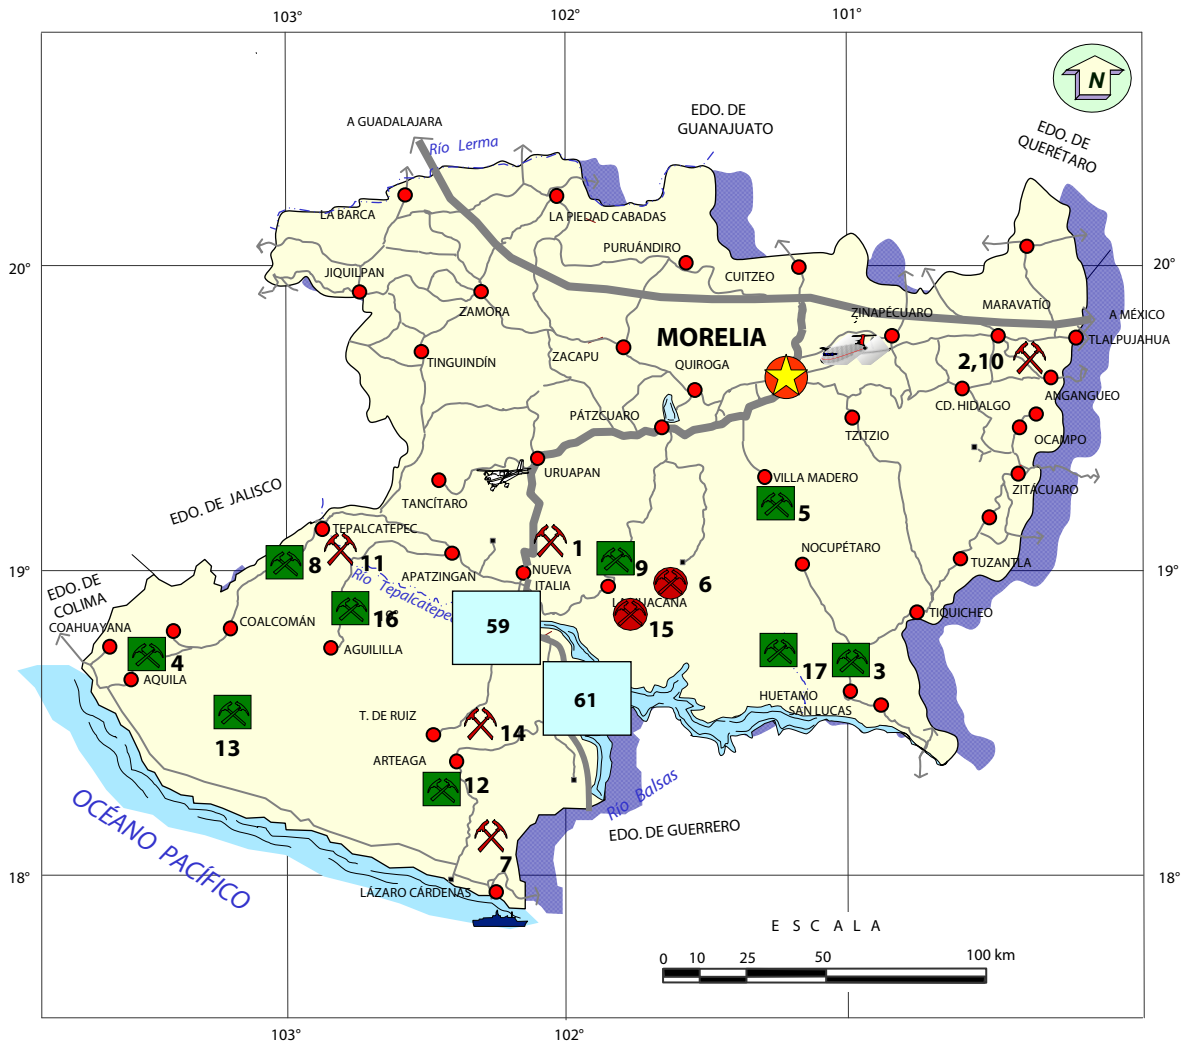 103°
102°
101°
N
EDO. DE
GUANAJUATO
EDO. DE
QUERÉTARO
A GUADALAJARA
Río Lerma
LA BARCA
LA PIEDAD CABADAS
PURUÁNDIRO
CUITZEO
20°
20°
JIQUILPAN
ZAMORA
MARAVATÍO
ZINAPÉCUARO
A MÉXICO
MORELIA
TLALPUJAHUA
TINGUINDÍN
ZACAPU
QUIROGA
2,10
ANGANGUEO
CD. HIDALGO
PÁTZCUARO
TZITZIO
OCAMPO
URUAPAN
VILLA MADERO
ZITÁCUARO
EDO. DE JALISCO
TANCÍTARO
5
TEPALCATEPEC
1
NOCUPÉTARO
8
11
APATZINGAN
NUEVA
ITALIA
9
TUZANTLA
19°
19°
EDO. DE
COLIMA
Río Tepalcatepec
6
LA HUACANA
COAHUAYANA
COALCOMÁN
16
59
15
TIQUICHEO
AGUILILLA
4
AQUILA
17
3
61
HUETAMO
SAN LUCAS
T. DE RUIZ
14
13
ARTEAGA
12
Río Balsas
OCÉANO PACÍFICO
EDO. DE GUERRERO
7
18°
18°
LÁZARO CÁRDENAS
E S C A L A
0 10 25 50 100 km
103°
102°